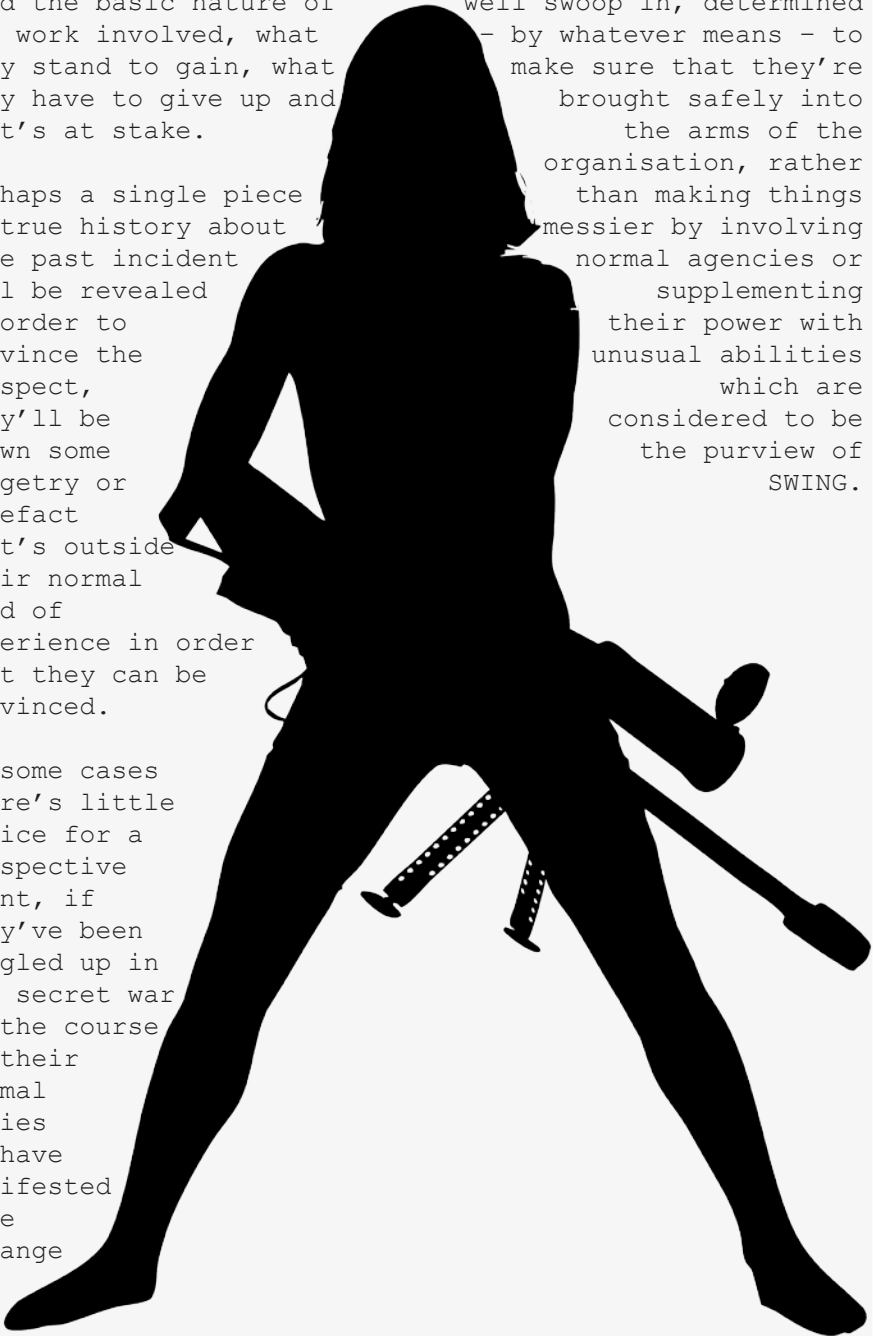 d the basic nature of
work involved, what
y stand to gain, what
y have to give up and
t’s at stake.
haps a single piece
true history about
e past incident
l be revealed
order to
vince the
spect,
y’ll be
wn some
getry or
efact
t’s outside
ir normal
d of
erience in order
t they can be
vinced.
some cases
re’s little
ice for a
spective
nt, if
y’ve been
gled up in
secret war
the course
their
mal
ies
have
ifested
e
ange
well swoop in, determined
– by whatever means – to
make sure that they’re
brought safely into
the arms of the
organisation, rather
than making things
messier by involving
normal agencies or
supplementing
their power with
unusual abilities
which are
considered to be
the purview of
SWING.